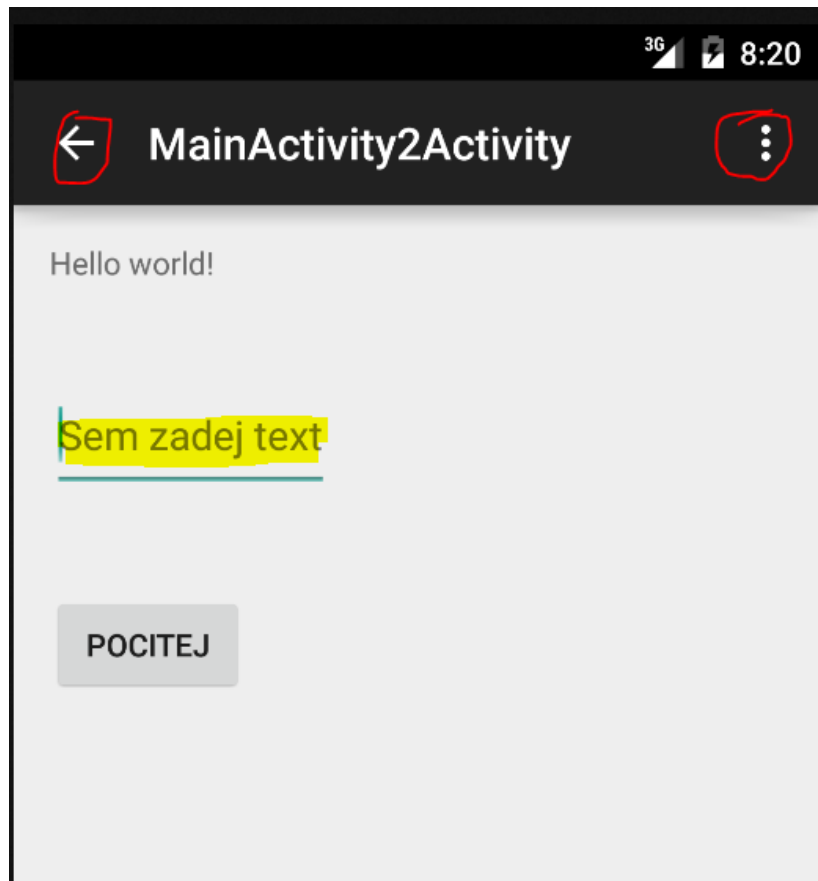 3G 8:20
MainActivity2Activity
Hello world!
Sem zadej text
POCITEJ